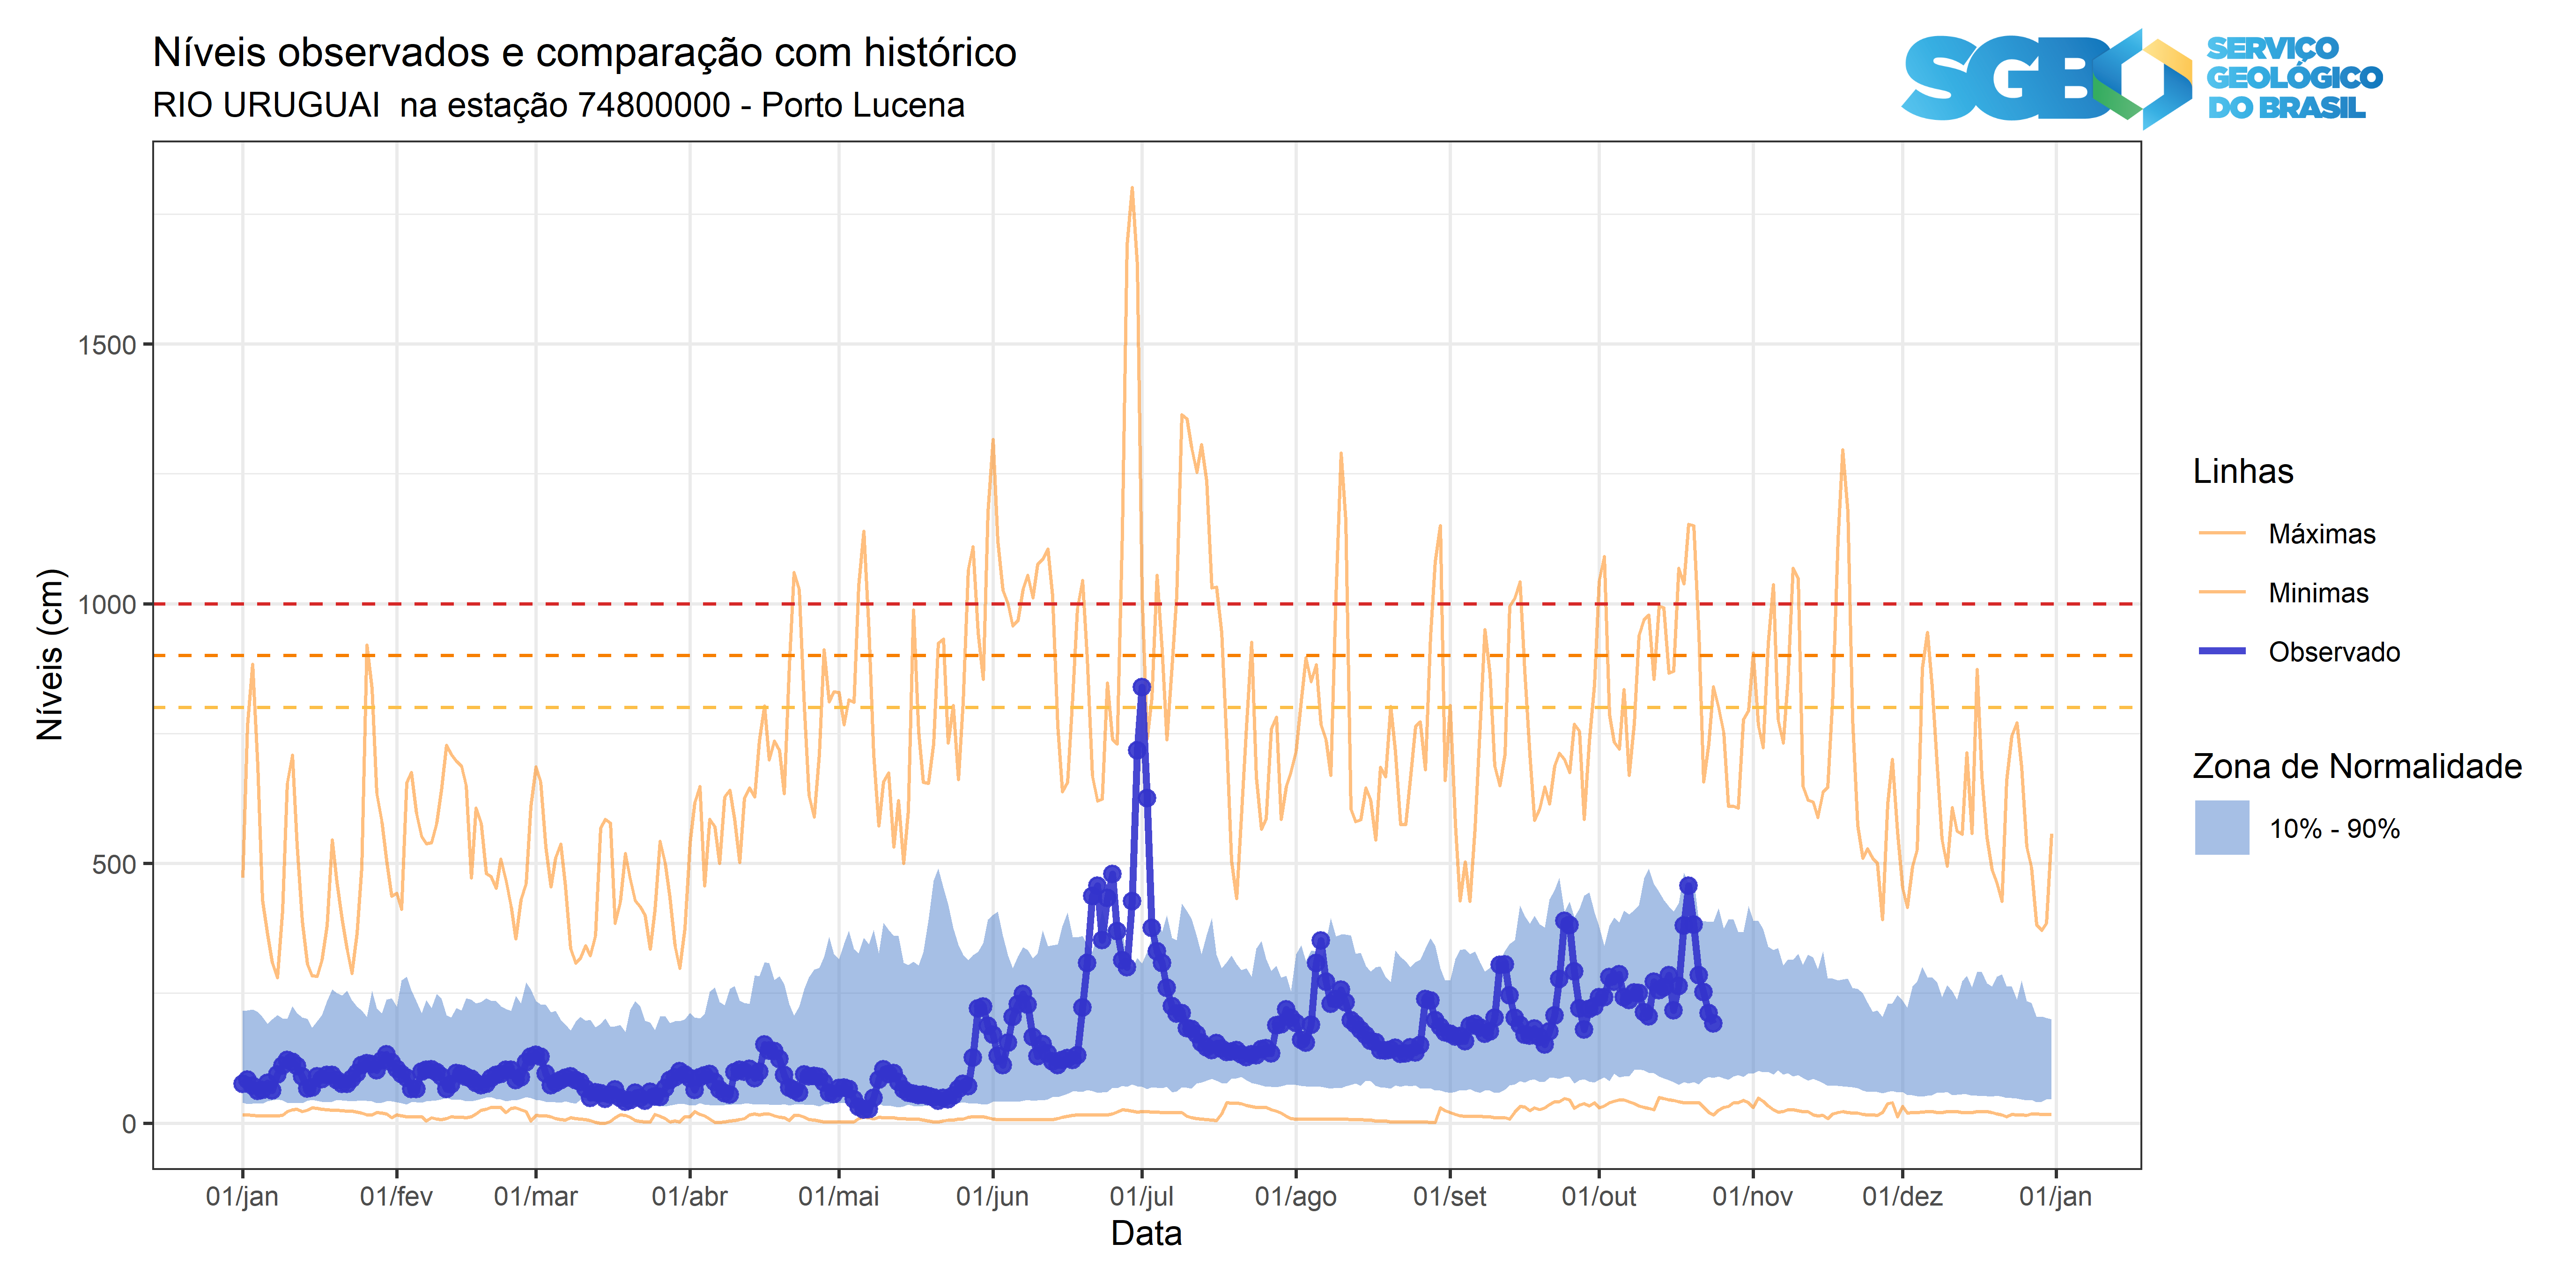 Níveis observados e comparação com histórico
RIO URUGUAI na estação 74800000 - Porto Lucena
SGB
SERVIÇO
GEOLÓGICO
DO BRASIL
Níveis (cm)
1500
1000
500
0
01/jan
01/fev
01/mar
01/abr
01/mai
01/jun
01/jul
01/ago
01/set
01/out
01/nov
01/dez
01/jan
Data
Linhas
Máximas
Minimas
Observado
Zona de Normalidade
10% - 90%